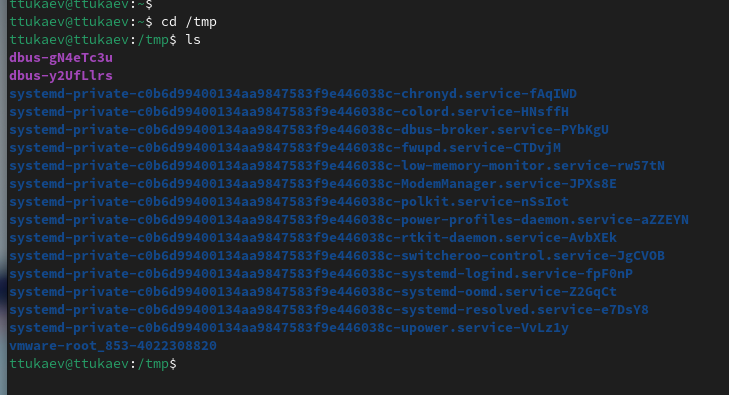 ttukaev@ttukaev:~$
ttukaev@ttukaev:~$ cd /tmp
ttukaev@ttukaev:/tmp$ ls
dbus-gN4eTc3u
dbus-y2UfLlrs
systemd-private-c0b6d99400134aa9847583f9e446038c-chronyd.service-fAqIWD
systemd-private-c0b6d99400134aa9847583f9e446038c-colord.service-HNsffH
systemd-private-c0b6d99400134aa9847583f9e446038c-dbus-broker.service-PYbKgU
systemd-private-c0b6d99400134aa9847583f9e446038c-fwupd.service-CTDvjM
systemd-private-c0b6d99400134aa9847583f9e446038c-low-memory-monitor.service-rw57tN
systemd-private-c0b6d99400134aa9847583f9e446038c-ModemManager.service-JPXs8E
systemd-private-c0b6d99400134aa9847583f9e446038c-polkit.service-nSsIot
systemd-private-c0b6d99400134aa9847583f9e446038c-power-profiles-daemon.service-aZZEYN
systemd-private-c0b6d99400134aa9847583f9e446038c-rtkit-daemon.service-AvbXEk
systemd-private-c0b6d99400134aa9847583f9e446038c-switcheroo-control.service-JgCVOB
systemd-private-c0b6d99400134aa9847583f9e446038c-systemd-logind.service-fpF0nP
systemd-private-c0b6d99400134aa9847583f9e446038c-systemd-oomd.service-Z2GqCt
systemd-private-c0b6d99400134aa9847583f9e446038c-systemd-resolved.service-e7DsY8
systemd-private-c0b6d99400134aa9847583f9e446038c-upower.service-VvLz1y
vmware-root_853-4022308820
ttukaev@ttukaev:/tmp$